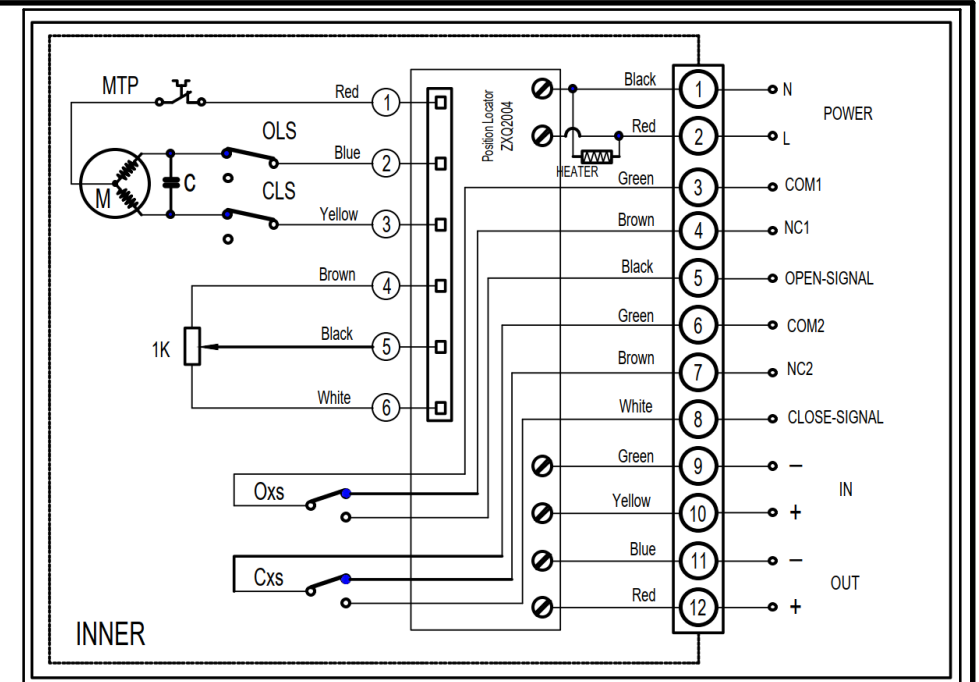 MTP
Red
1
OLS
Blue
2
C
M
CLS
Yellow
3
Brown
4
1K
Black
5
White
6
Oxs
Cxs
INNER
Position Locator
ZXQ2004
HEATER
Black
1
N
POWER
Red
2
L
Green
3
COM1
Brown
4
NC1
Black
5
OPEN-SIGNAL
Green
6
COM2
Brown
7
NC2
White
8
CLOSE-SIGNAL
Green
9
−
IN
Yellow
10
+
Blue
11
−
OUT
Red
12
+